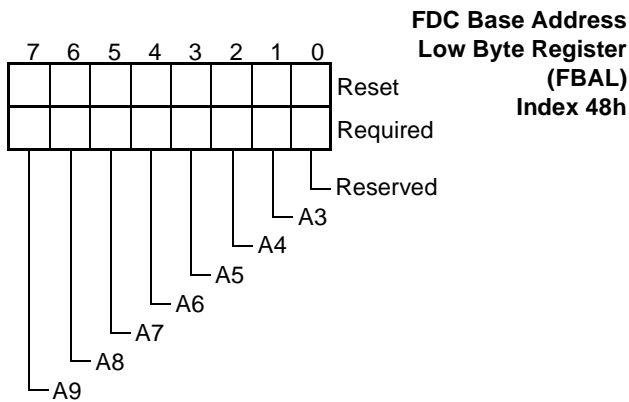 FDC Base Address
Low Byte Register
(FBAL)
Index 48h
7 6 5 4 3 2 1 0
Reset
Required
Reserved
A3
A4
A5
A6
A7
A8
A9